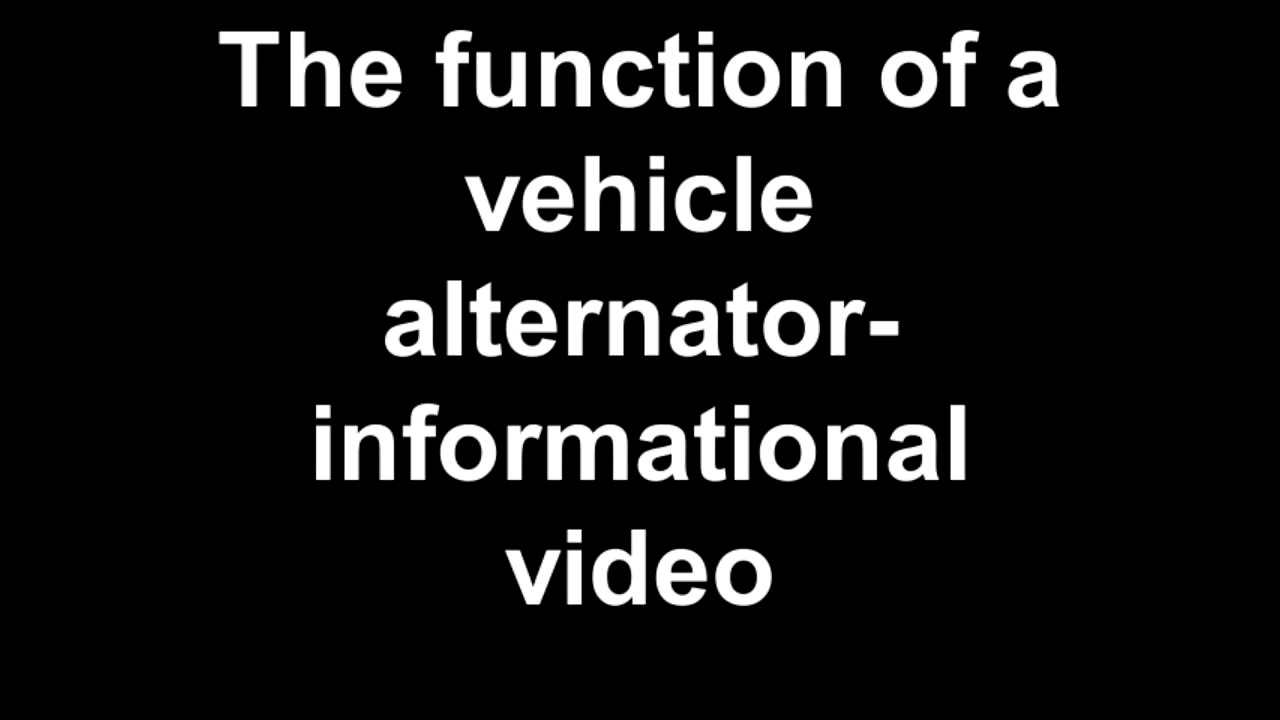 The function of a
vehicle
alternator-
informational
video